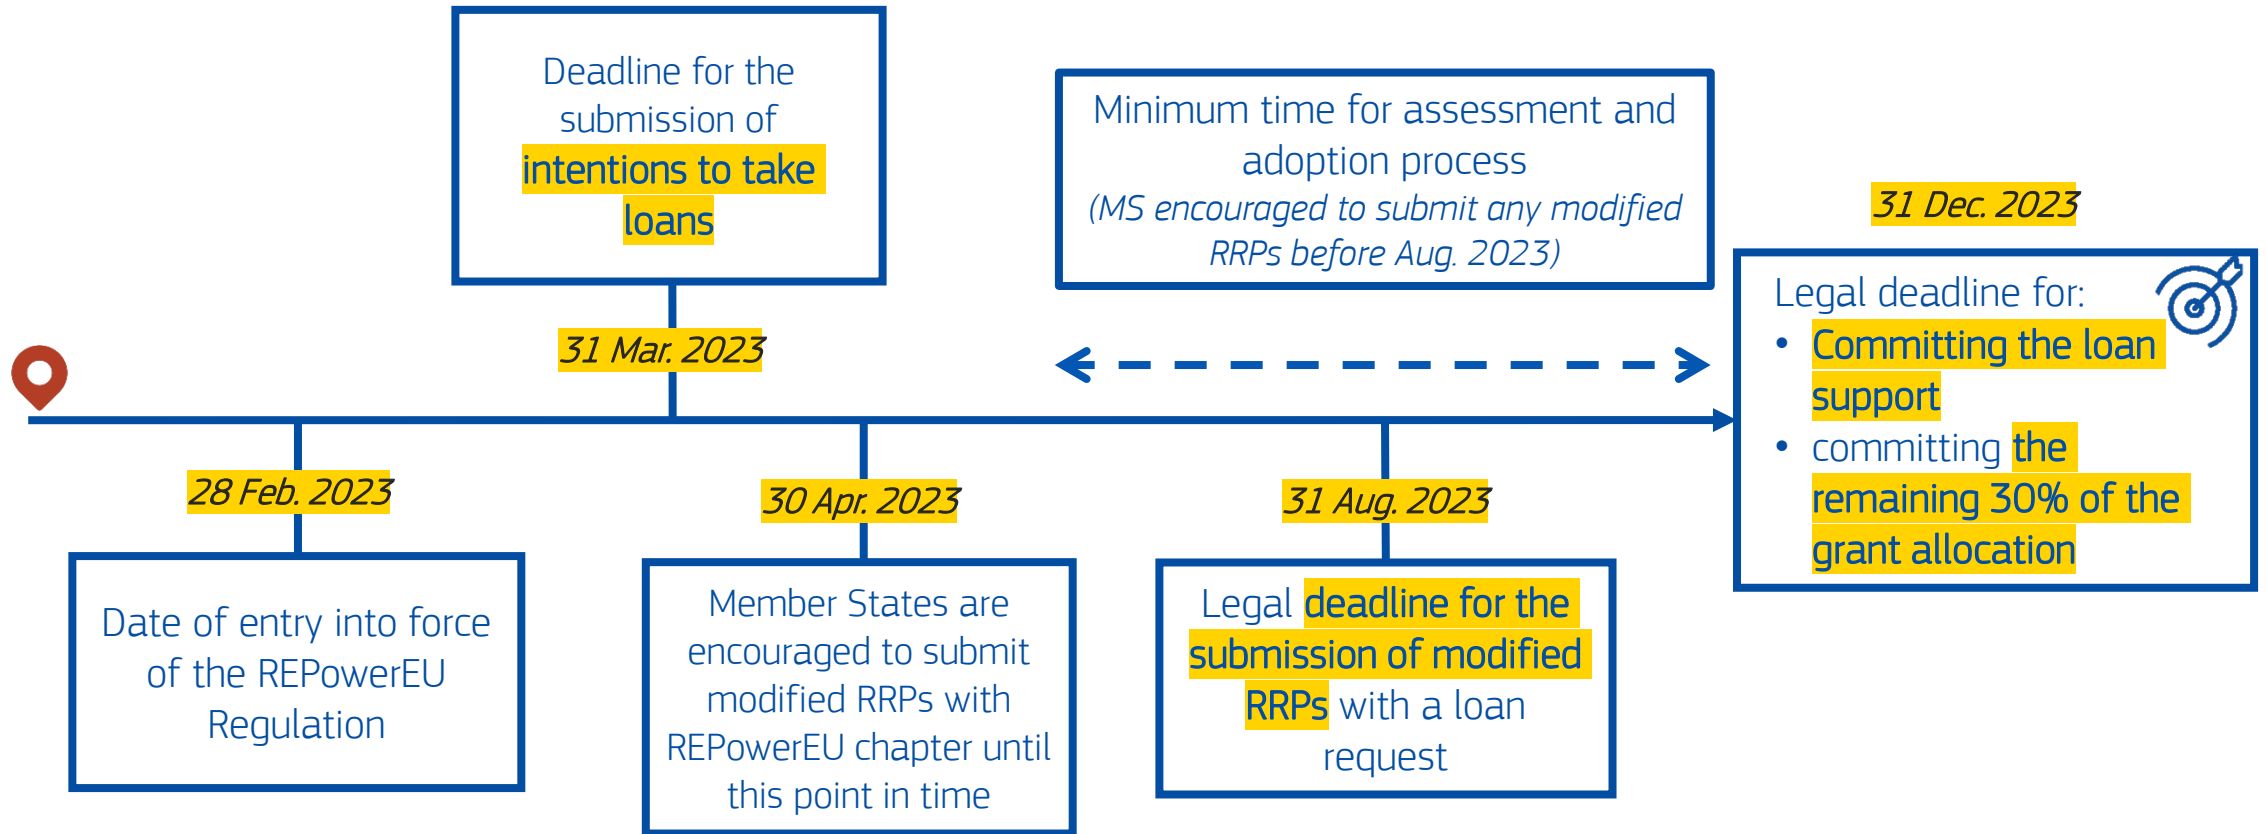 Deadline for the
submission of
intentions to take
loans
31 Mar. 2023
Minimum time for assessment and
adoption process
(MS encouraged to submit any modified
RRPs before Aug. 2023)
31 Dec. 2023
Legal deadline for:
• Committing the loan
support
• committing the
remaining 30% of the
grant allocation
28 Feb. 2023
Date of entry into force
of the REPowerEU
Regulation
30 Apr. 2023
Member States are
encouraged to submit
modified RRPs with
REPowerEU chapter until
this point in time
31 Aug. 2023
Legal deadline for the
submission of modified
RRPs with a loan
request